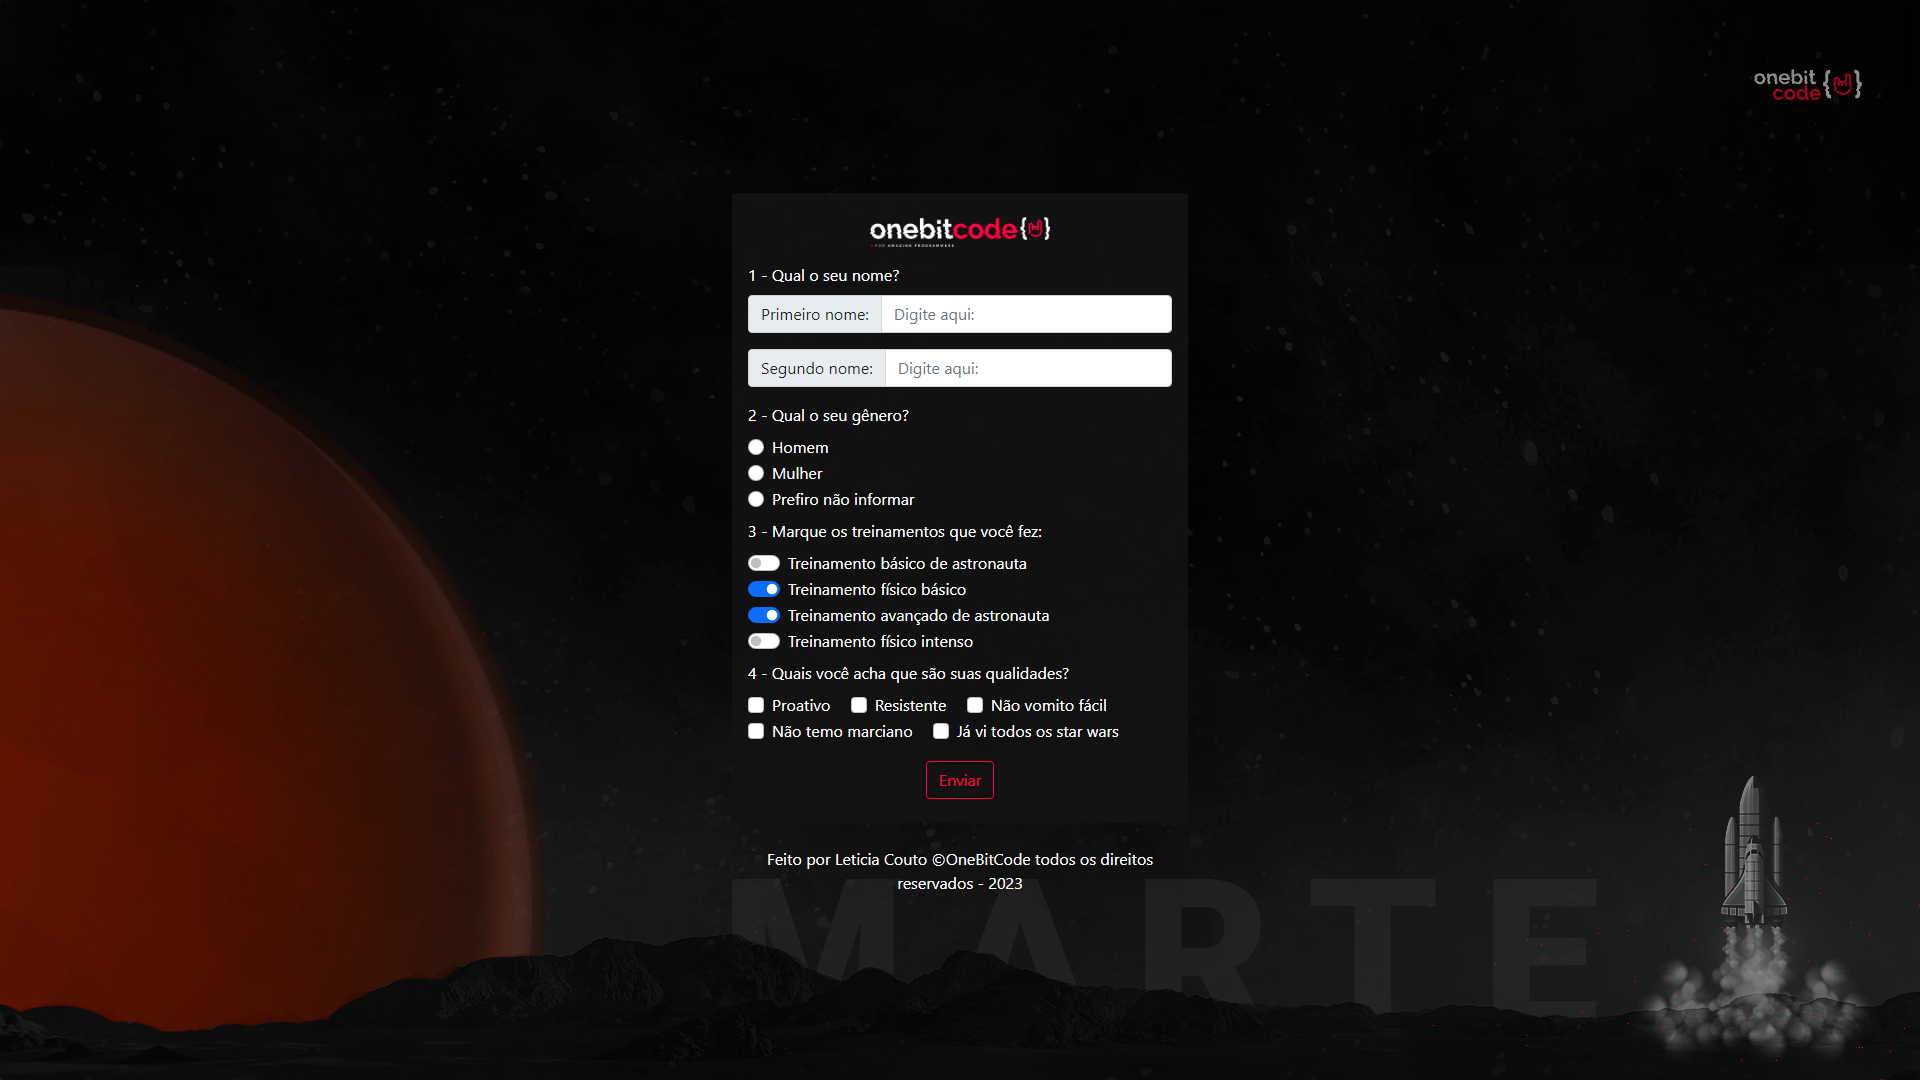 onebit
code
onebitcode
FOR AMAZING PROGRAMMERS
1 - Qual o seu nome?
Primeiro nome: Digite aqui:
Segundo nome: Digite aqui:
2 - Qual o seu gênero?
Homem
Mulher
Prefiro não informar
3 - Marque os treinamentos que você fez:
Treinamento básico de astronauta
Treinamento físico básico
Treinamento avançado de astronauta
Treinamento físico intenso
4 - Quais você acha que são suas qualidades?
Proativo Resistente Não vomito fácil
Não temo marciano Já vi todos os star wars
Enviar
Feito por Leticia Couto ©OneBitCode todos os direitos
reservados - 2023
MARTE